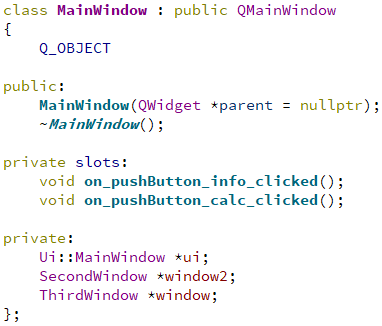 class MainWindow : public QMainWindow
{
    Q_OBJECT

public:
    MainWindow(QWidget *parent = nullptr);
    ~MainWindow();

private slots:
    void on_pushButton_info_clicked();
    void on_pushButton_calc_clicked();

private:
    Ui::MainWindow *ui;
    SecondWindow *window2;
    ThirdWindow *window;
};